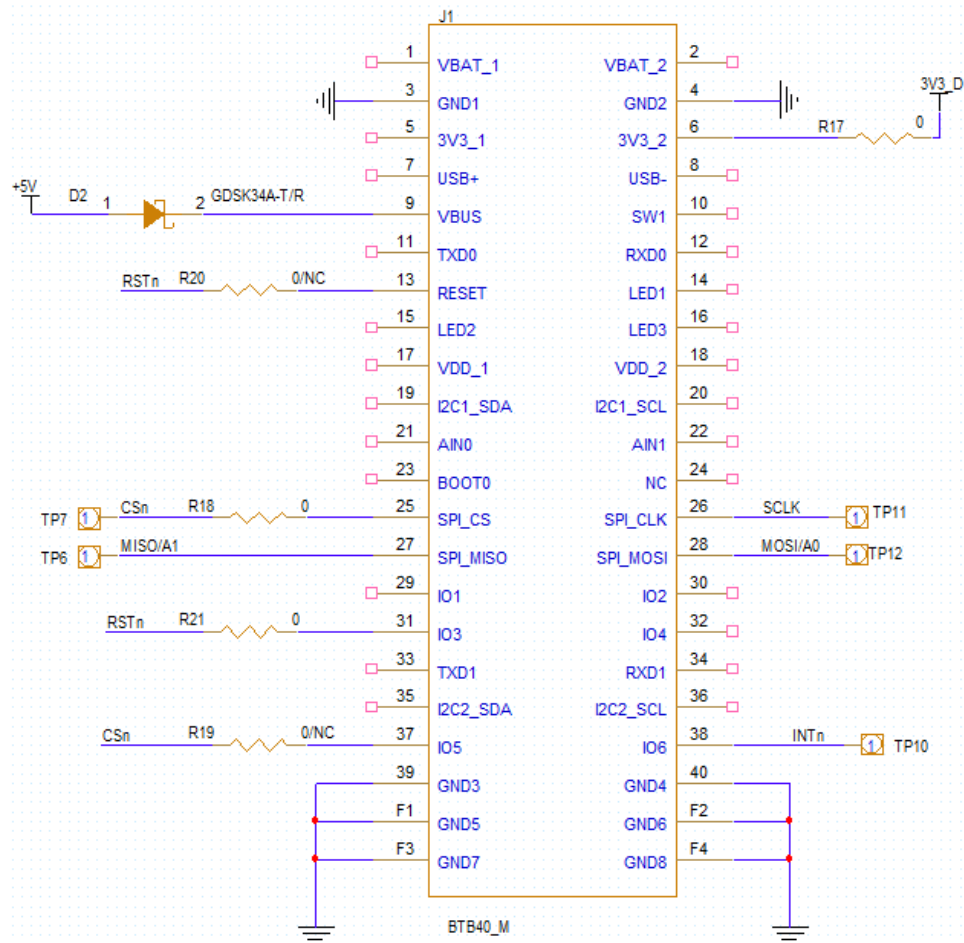 J1
1 VBAT_1 VBAT_2 2
3 GND1 GND2 4
3V3_D
5 3V3_1 3V3_2 6 R17 0
7 USB+ USB- 8
+5V D2 1 2 GDSK34A-T/R 9 VBUS SW1 10
11 TXD0 RXD0 12
RSTn R20 0/NC 13 RESET LED1 14
15 LED2 LED3 16
17 VDD_1 VDD_2 18
19 I2C1_SDA I2C1_SCL 20
21 AIN0 AIN1 22
23 BOOT0 NC 24
TP7 1 CSn R18 0 25 SPI_CS SPI_CLK 26 SCLK 1 TP11
TP6 1 MISO/A1 27 SPI_MISO SPI_MOSI 28 MOSI/A0 1 TP12
29 IO1 IO2 30
RSTn R21 0 31 IO3 IO4 32
33 TXD1 RXD1 34
35 I2C2_SDA I2C2_SCL 36
CSn R19 0/NC 37 IO5 IO6 38 INTn 1 TP10
39 GND3 GND4 40
F1 GND5 GND6 F2
F3 GND7 GND8 F4
BTB40_M